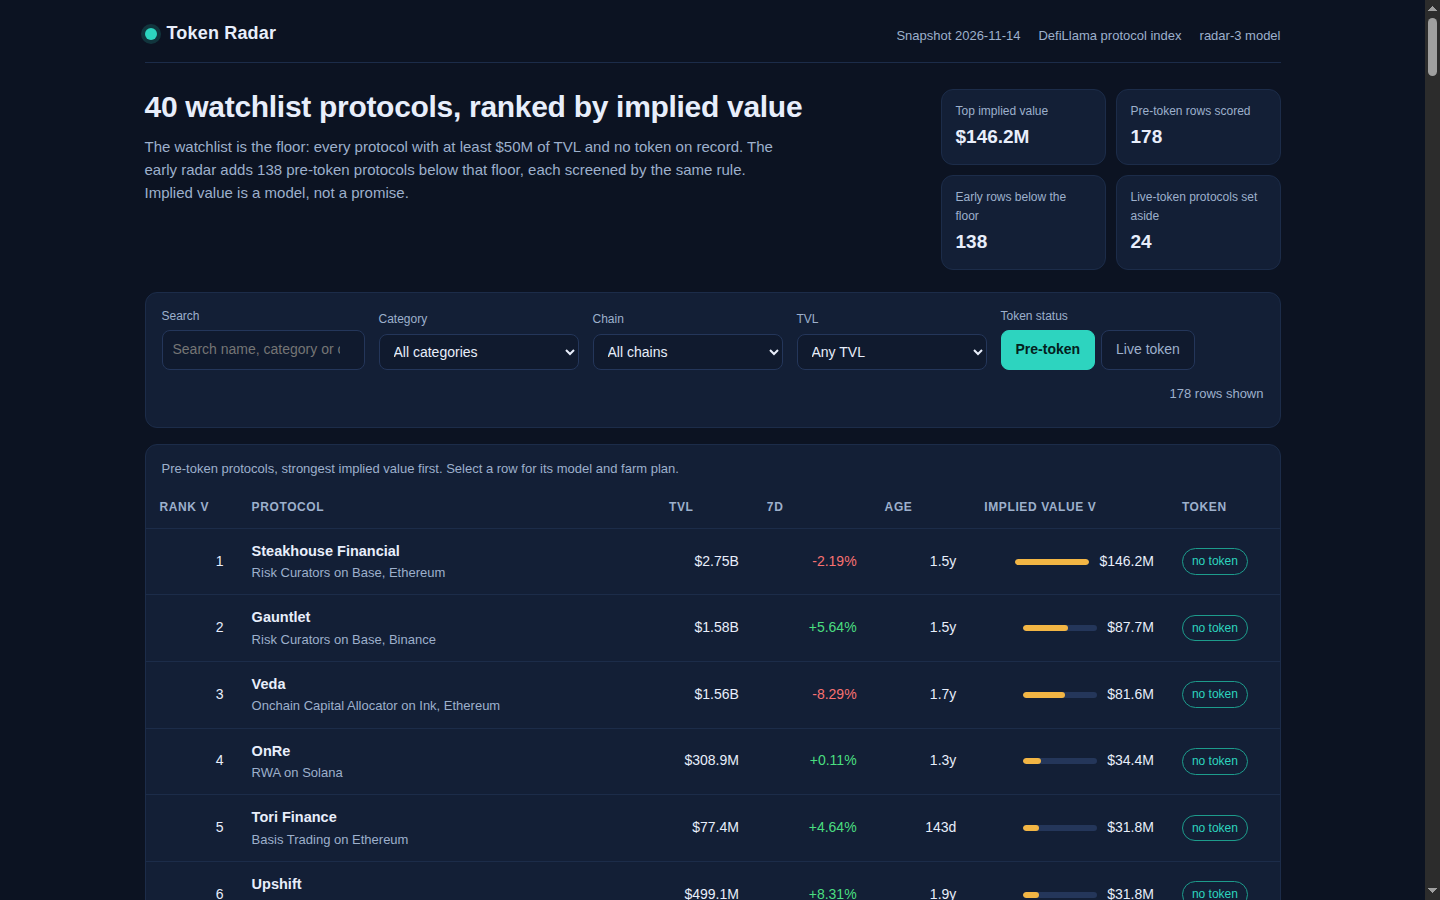 Token Radar
Snapshot 2026-11-14 DefiLlama protocol index radar-3 model
40 watchlist protocols, ranked by implied value
The watchlist is the floor: every protocol with at least $50M of TVL and no token on record. The
early radar adds 138 pre-token protocols below that floor, each screened by the same rule.
Implied value is a model, not a promise.
Top implied value
$146.2M
Pre-token rows scored
178
Early rows below the
floor
138
Live-token protocols set
aside
24
Search
Search name, category or
Category
All categories
Chain
All chains
TVL
Any TVL
Token status
Pre-token Live token
178 rows shown
Pre-token protocols, strongest implied value first. Select a row for its model and farm plan.
RANK V PROTOCOL TVL 7D AGE IMPLIED VALUE V TOKEN
1 Steakhouse Financial $2.75B -2.19% 1.5y $146.2M no token
Risk Curators on Base, Ethereum
2 Gauntlet $1.58B +5.64% 1.5y $87.7M no token
Risk Curators on Base, Binance
3 Veda $1.56B -8.29% 1.7y $81.6M no token
Onchain Capital Allocator on Ink, Ethereum
4 OnRe $308.9M +0.11% 1.3y $34.4M no token
RWA on Solana
5 Tori Finance $77.4M +4.64% 143d $31.8M no token
Basis Trading on Ethereum
6 Upshift $499.1M +8.31% 1.9y $31.8M no token